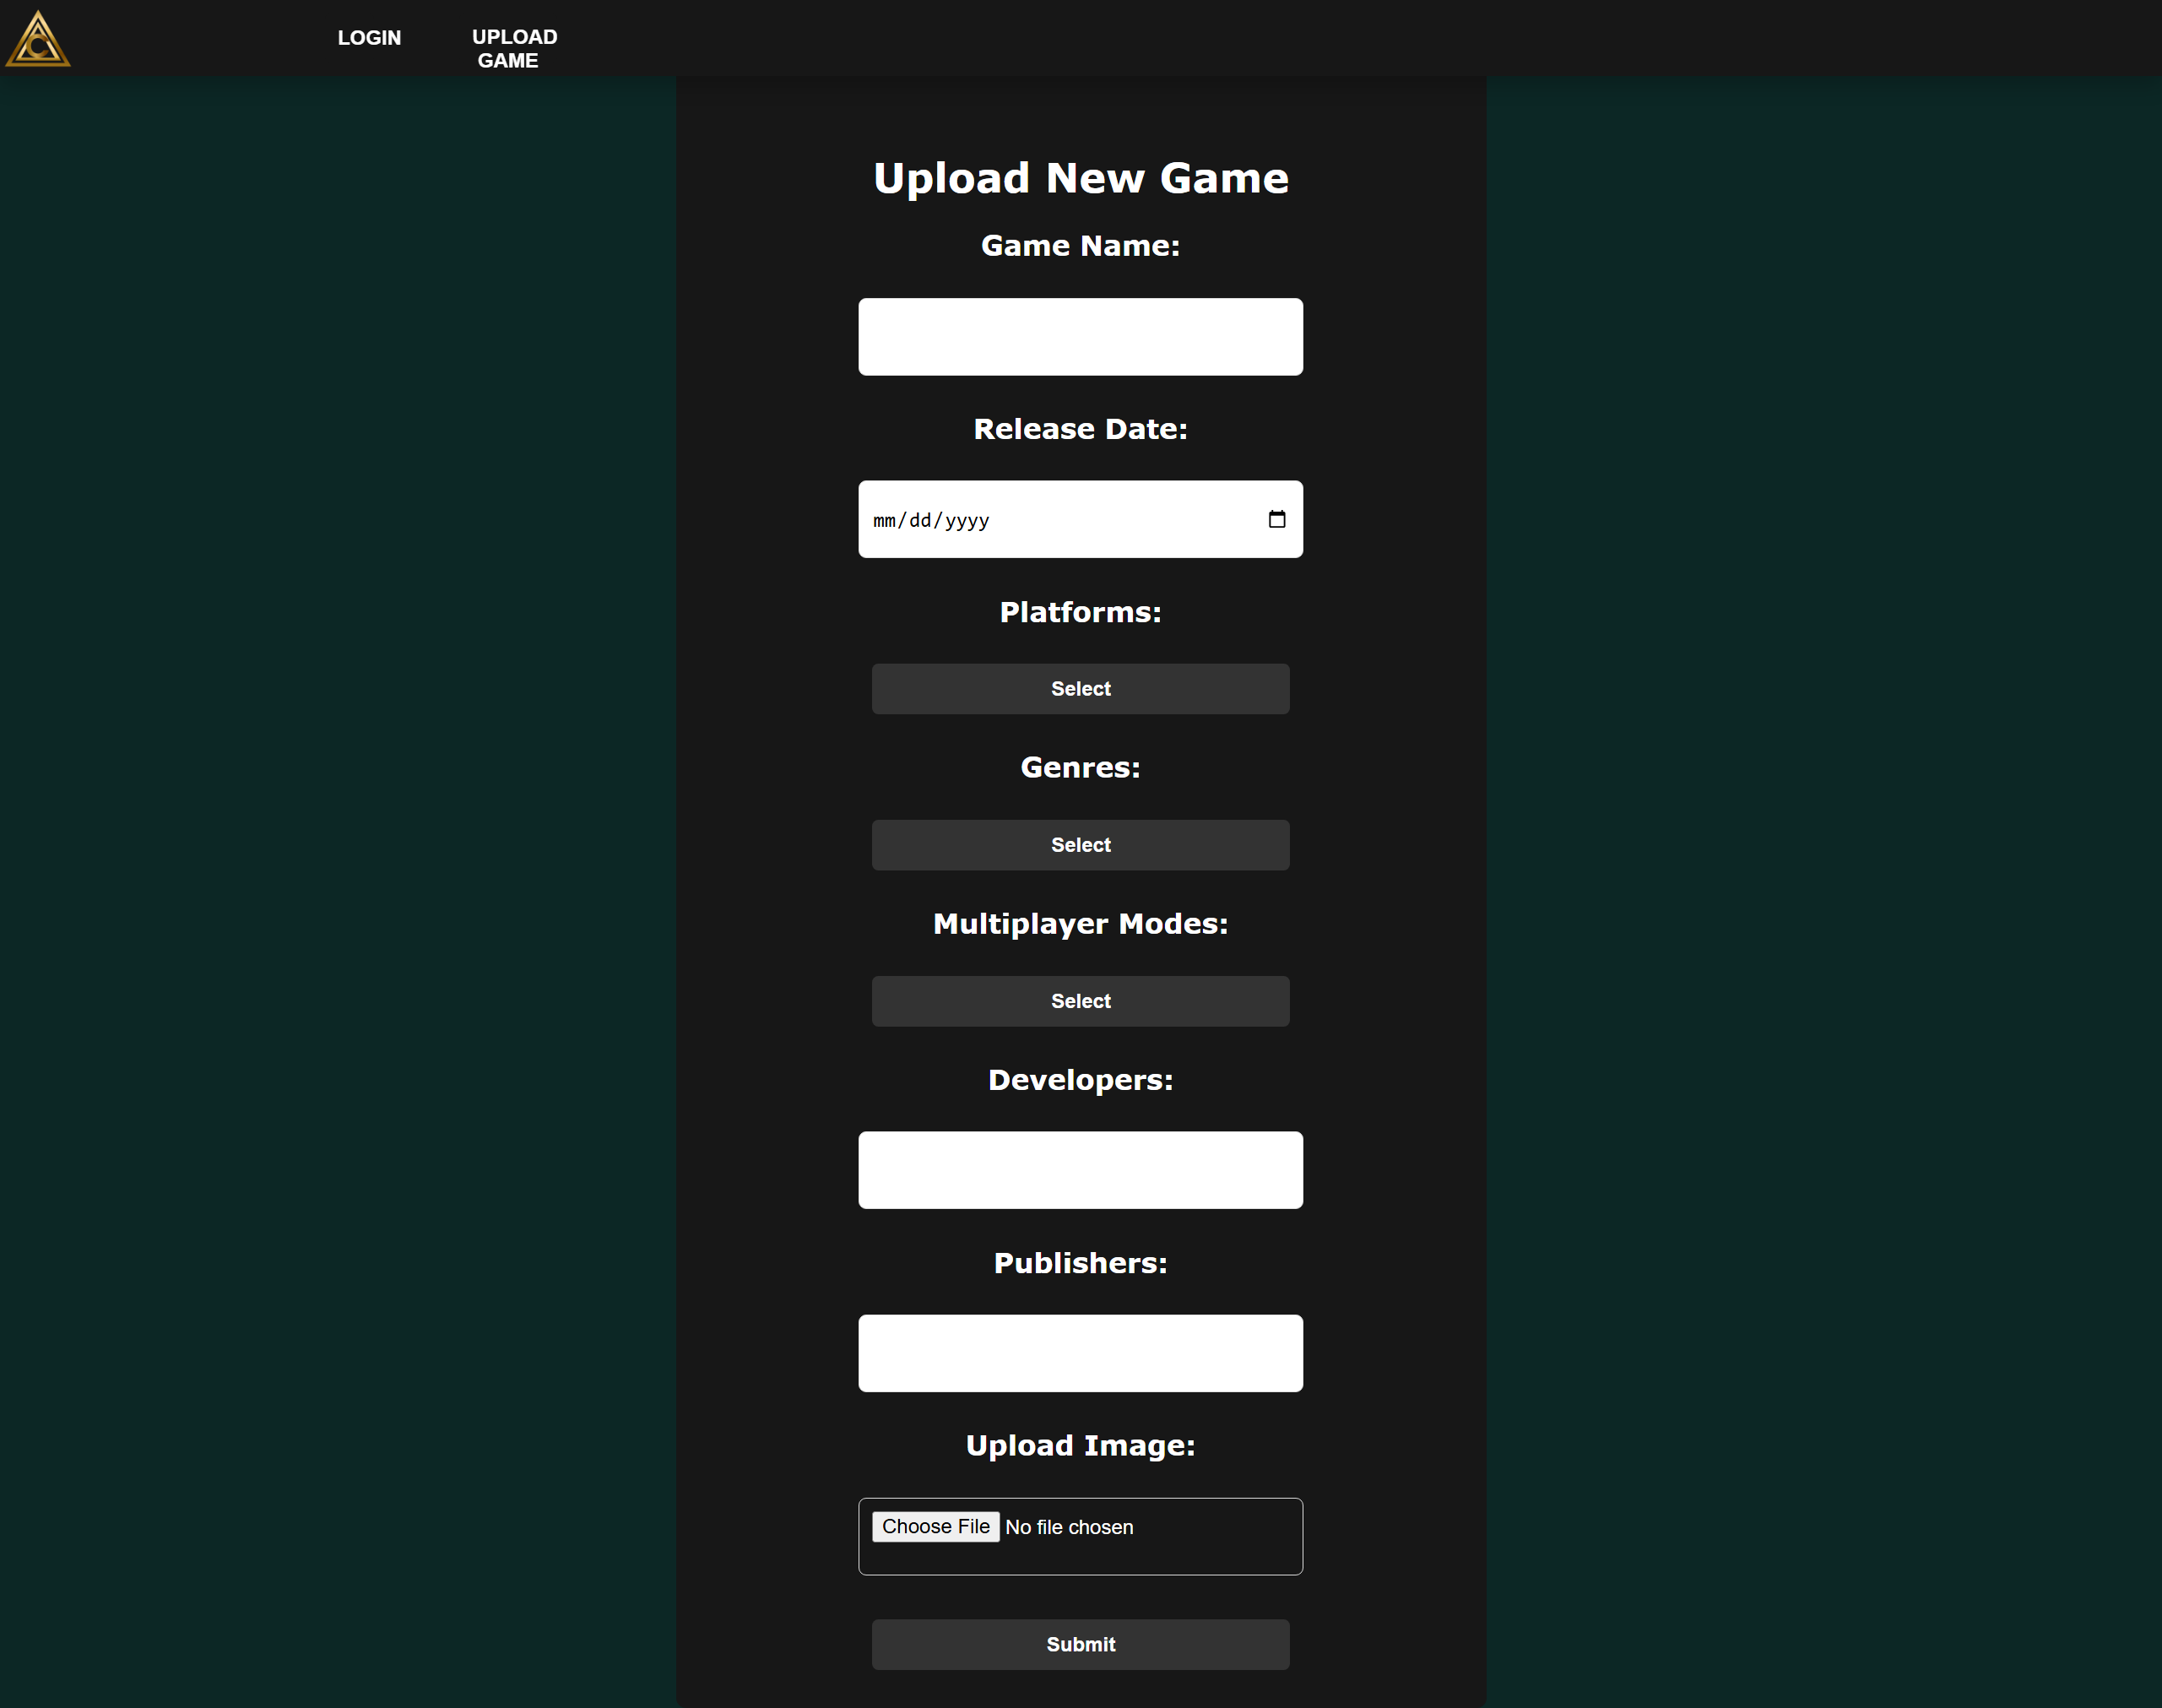 C
LOGIN
UPLOAD
GAME
Upload New Game
Game Name:
Release Date:
mm/dd/yyyy
Platforms:
Select
Genres:
Select
Multiplayer Modes:
Select
Developers:
Publishers:
Upload Image:
Choose File No file chosen
Submit